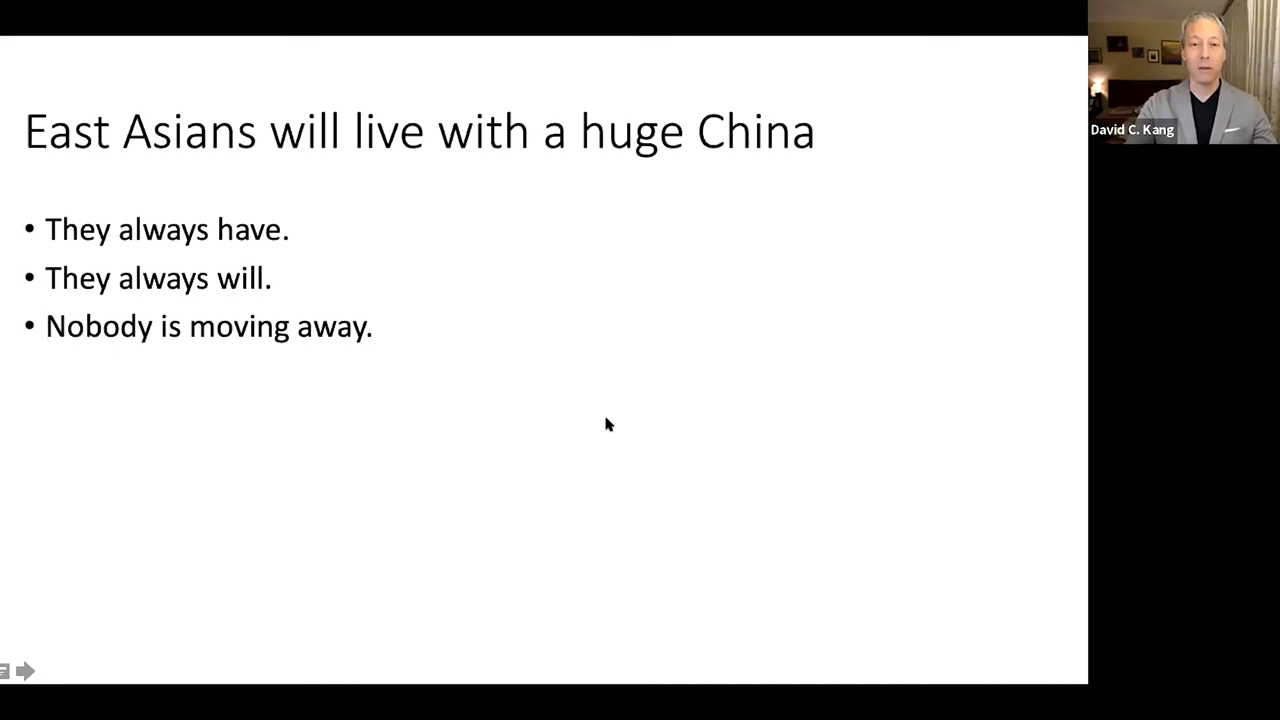 East Asians will live with a huge China
• They always have.
• They always will.
• Nobody is moving away.
David C. Kang